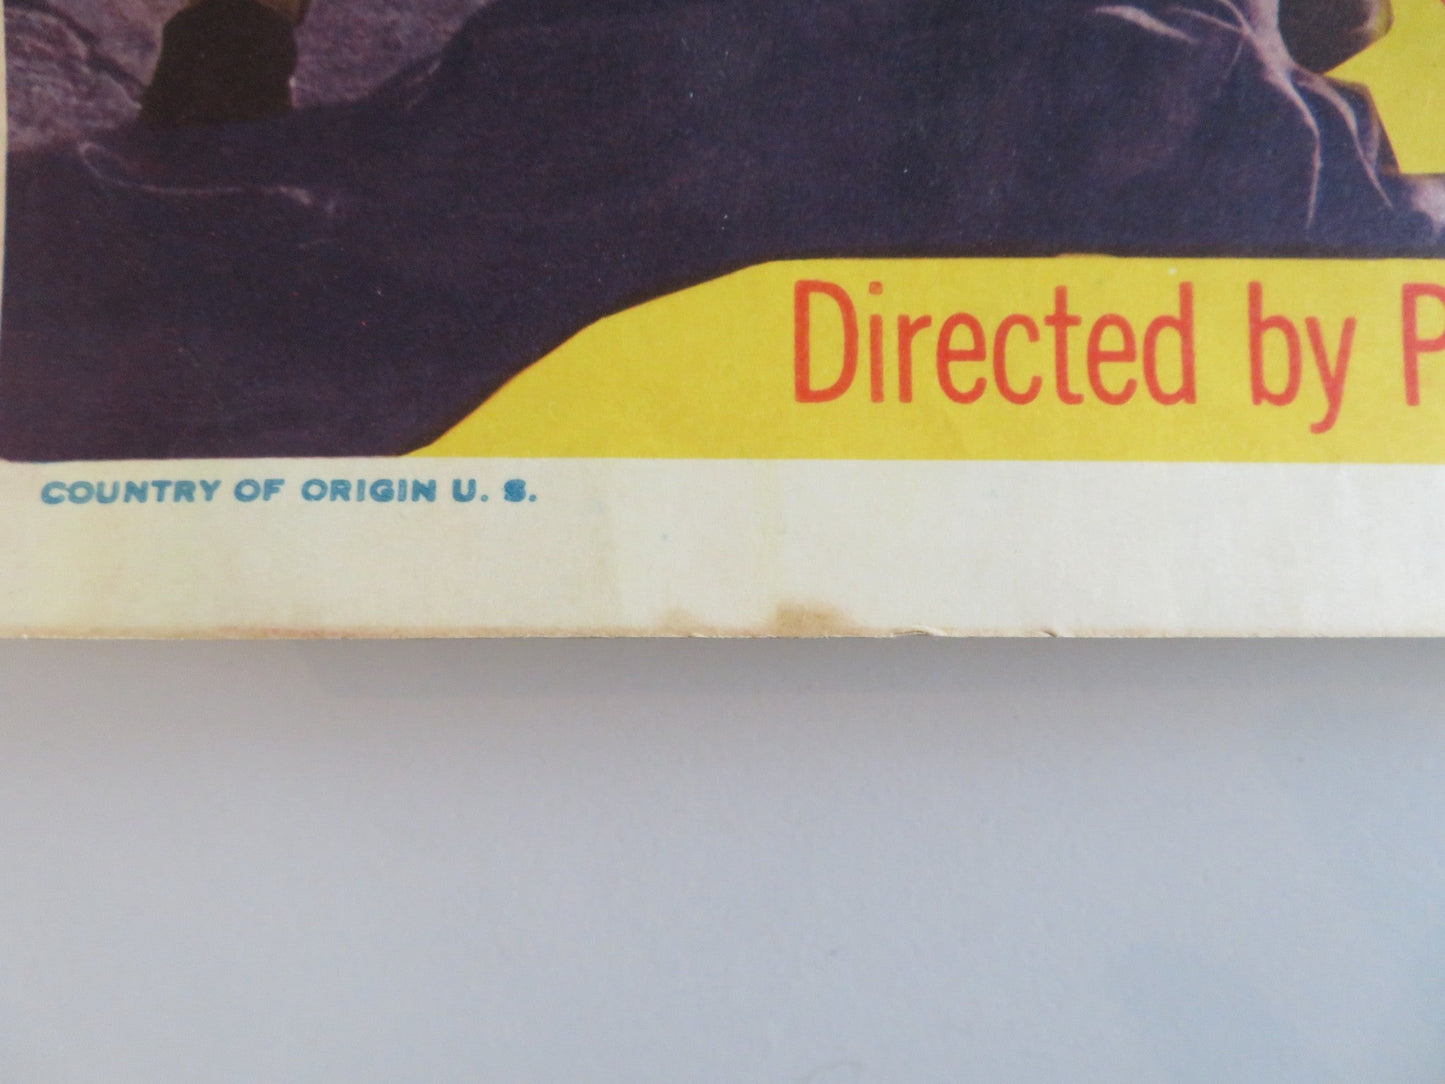 Directed by P
COUNTRY OF ORIGIN U. S.